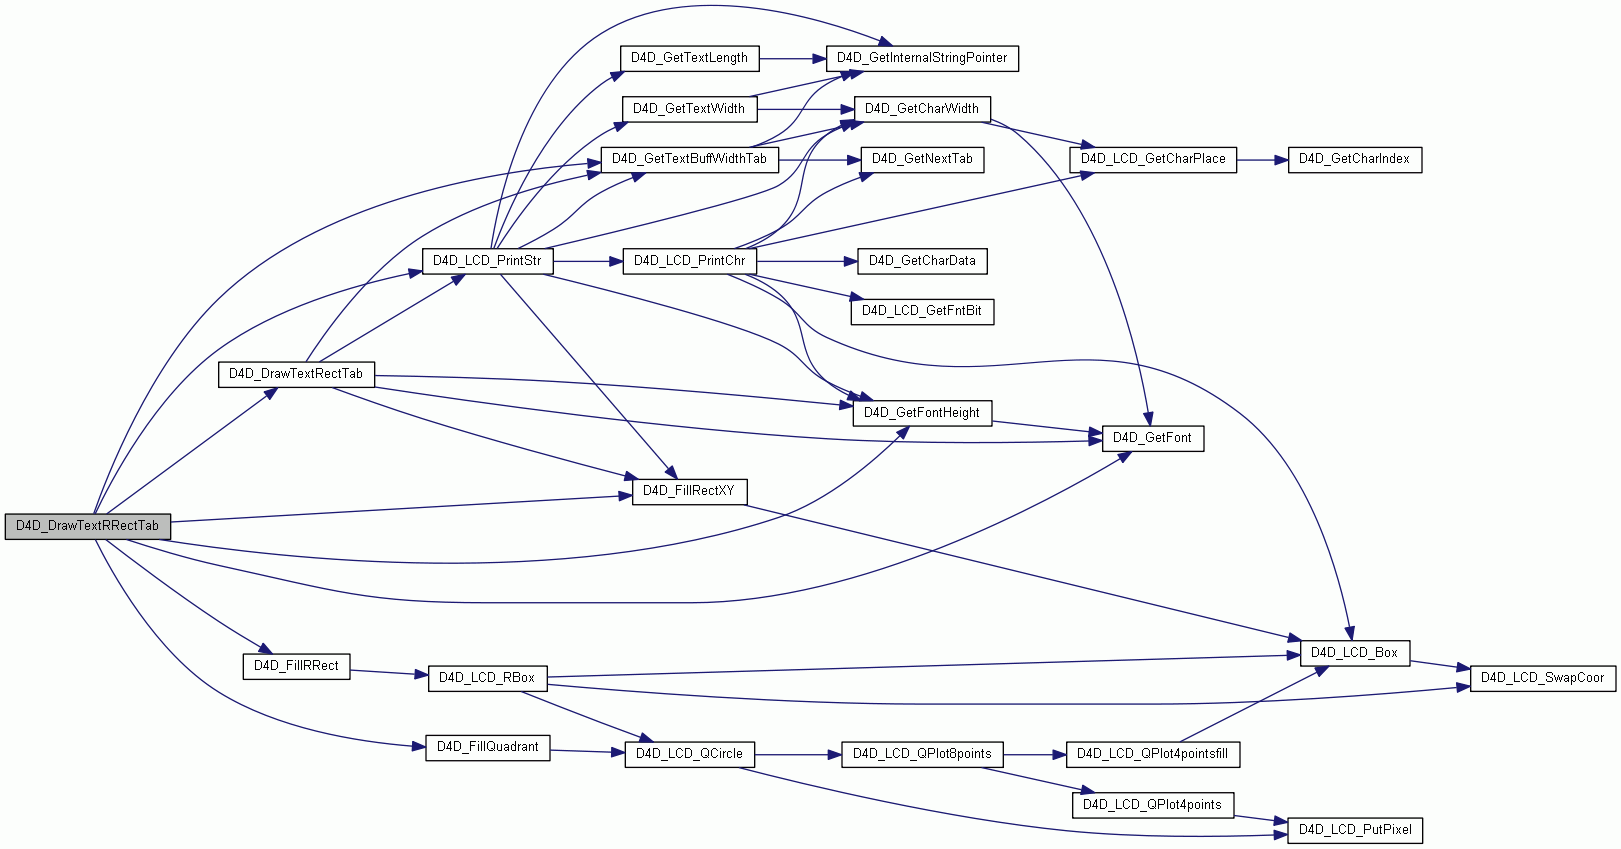 D4D_GetTextLength
D4D_GetInternalStringPointer
D4D_GetTextWidth
D4D_GetCharWidth
D4D_GetTextBuffWidthTab
D4D_GetNextTab
D4D_LCD_GetCharPlace
D4D_GetCharIndex
D4D_LCD_PrintStr
D4D_LCD_PrintChr
D4D_GetCharData
D4D_LCD_GetFntBit
D4D_DrawTextRectTab
D4D_GetFontHeight
D4D_GetFont
D4D_FillRectXY
D4D_DrawTextRRectTab
D4D_LCD_Box
D4D_FillRRect
D4D_LCD_RBox
D4D_LCD_SwapCoor
D4D_FillQuadrant
D4D_LCD_QCircle
D4D_LCD_QPlot8points
D4D_LCD_QPlot4pointsfill
D4D_LCD_QPlot4points
D4D_LCD_PutPixel